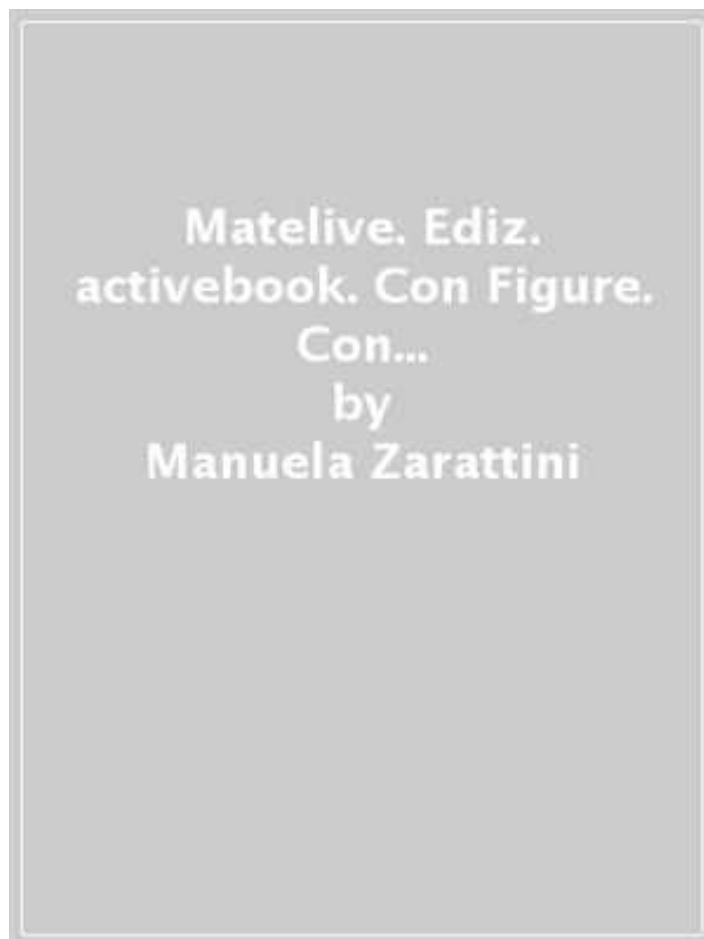 Matelive. Ediz.
activebook. Con Figure.
Con...
by
Manuela Zarattini